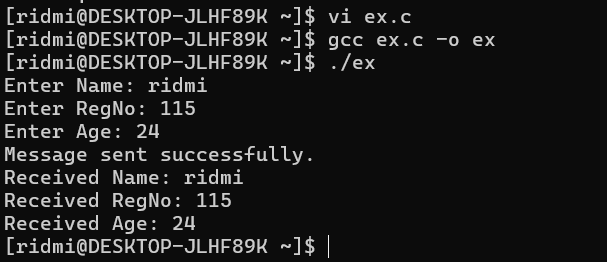 [ridmi@DESKTOP-JLHF89K ~]$ vi ex.c
[ridmi@DESKTOP-JLHF89K ~]$ gcc ex.c -o ex
[ridmi@DESKTOP-JLHF89K ~]$ ./ex
Enter Name: ridmi
Enter RegNo: 115
Enter Age: 24
Message sent successfully.
Received Name: ridmi
Received RegNo: 115
Received Age: 24
[ridmi@DESKTOP-JLHF89K ~]$